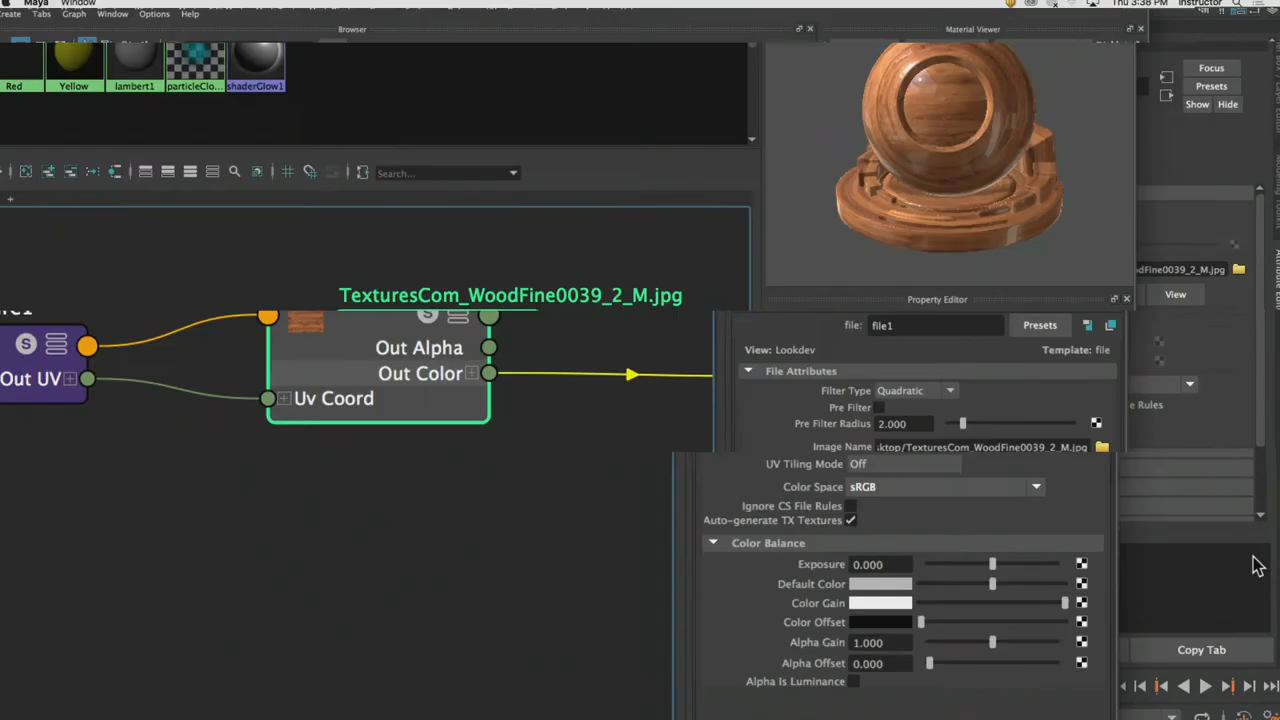 Maya Window
Thu 3:38 PM Instructor
Create Tabs Graph Window Options Help
Browser
Material Viewer
Red Yellow lambert1 particleClo... shaderGlow1
Focus
Presets
Show Hide
Search...
dFine0039_2_M.jpg
View
TexturesCom_WoodFine0039_2_M.jpg
Property Editor
file: file1 Presets
S
S
Out Alpha
Out UV
Out Color
Uv Coord
View: Lookdev Template: file
File Attributes
Filter Type Quadratic
Pre Filter
Pre Filter Radius 2.000
Image Name ktop/TexturesCom_WoodFine0039_2_M.jpg
e Rules
UV Tiling Mode Off
Color Space sRGB
Ignore CS File Rules
Auto-generate TX Textures
Color Balance
Exposure 0.000
Default Color
Color Gain
Color Offset
Alpha Gain 1.000
Alpha Offset 0.000
Alpha Is Luminance
Copy Tab